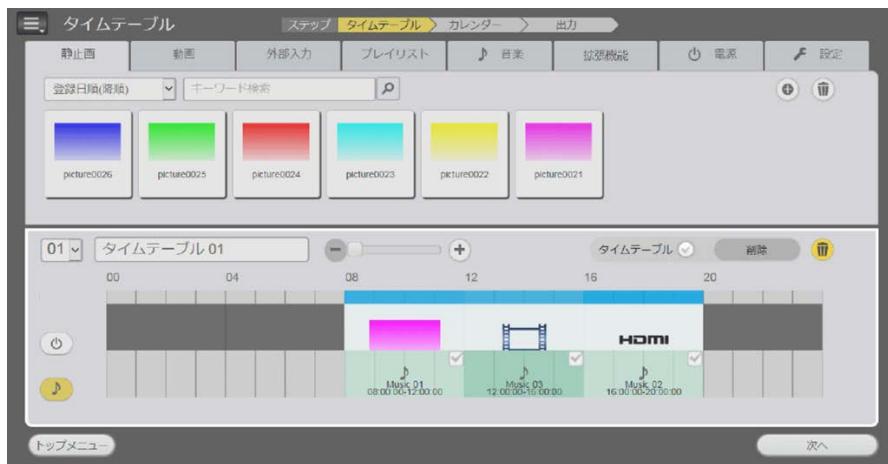 タイムテーブル ステップ タイムテーブル カレンダー 出力
静止画 動画 外部入力 プレイリスト 音楽 拡張機能 電源 設定
登録日順(降順) キーワード検索
picture0026 picture0025 picture0024 picture0023 picture0022 picture0021
01 タイムテーブル 01 タイムテーブル 削除
00 04 08 12 16 20
HDMI
Music 01 Music 03 Music 02
08:00:00-12:00:00 12:00:00-16:00:00 16:00:00-20:00:00
トップメニュー 次へ